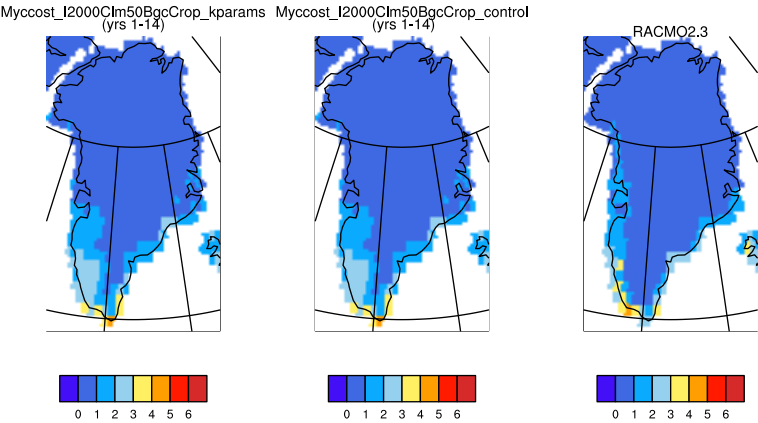 Myccost_I2000Clm50BgcCrop_kparams
(yrs 1-14)
Myccost_I2000Clm50BgcCrop_control
(yrs 1-14)
RACMO2.3
0 1 2 3 4 5 6
0 1 2 3 4 5 6
0 1 2 3 4 5 6